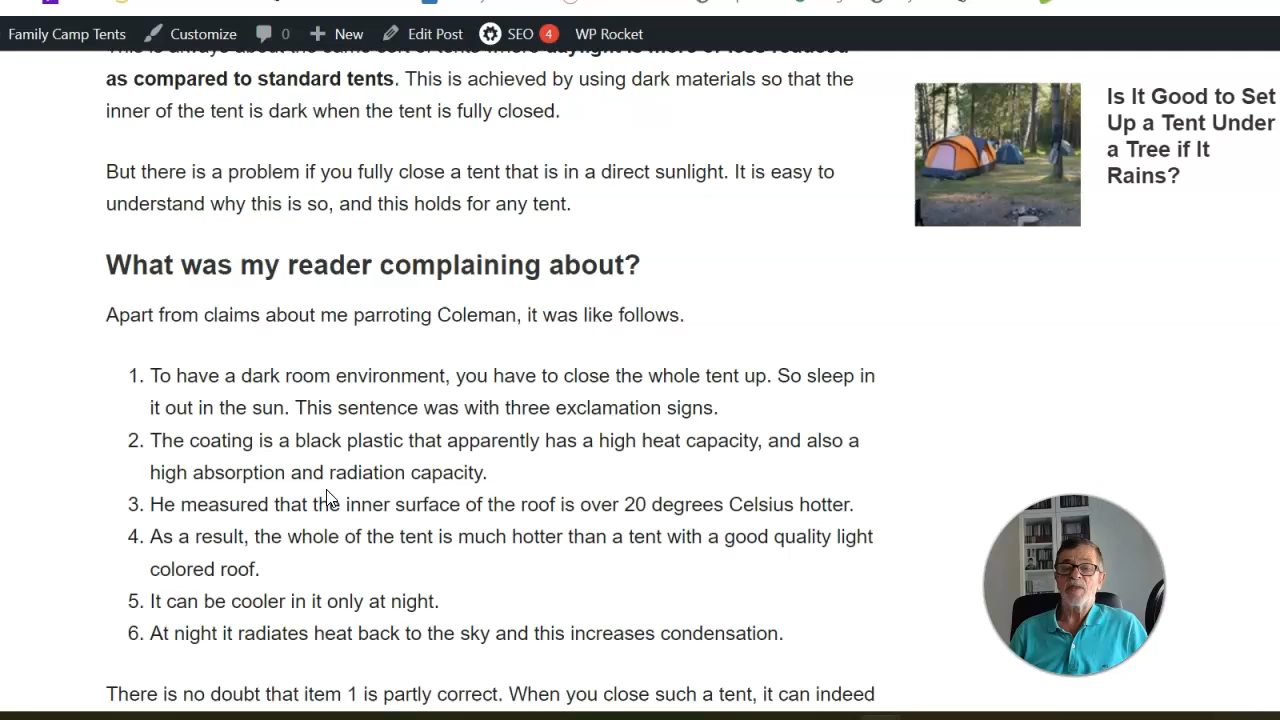 Family Camp Tents Customize 0 New Edit Post SEO 4 WP Rocket
as compared to standard tents. This is achieved by using dark materials so that the
inner of the tent is dark when the tent is fully closed.
But there is a problem if you fully close a tent that is in a direct sunlight. It is easy to
understand why this is so, and this holds for any tent.
What was my reader complaining about?
Apart from claims about me parroting Coleman, it was like follows.
1. To have a dark room environment, you have to close the whole tent up. So sleep in
it out in the sun. This sentence was with three exclamation signs.
2. The coating is a black plastic that apparently has a high heat capacity, and also a
high absorption and radiation capacity.
3. He measured that the inner surface of the roof is over 20 degrees Celsius hotter.
4. As a result, the whole of the tent is much hotter than a tent with a good quality light
colored roof.
5. It can be cooler in it only at night.
6. At night it radiates heat back to the sky and this increases condensation.
There is no doubt that item 1 is partly correct. When you close such a tent, it can indeed
Is It Good to Set
Up a Tent Under
a Tree if It
Rains?